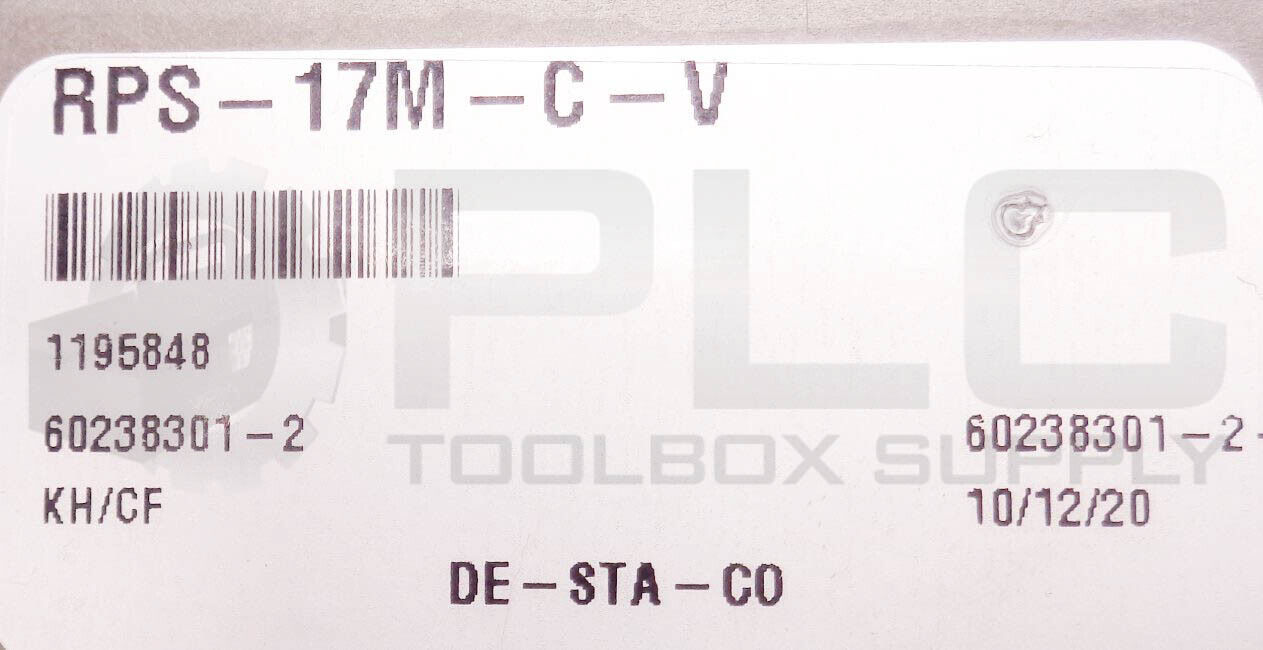 RPS-17M-C-V
1195848
60238301-2
60238301-2-
KH/CF
10/12/20
DE-STA-CO
PLC
TOOLBOX SUPPLY